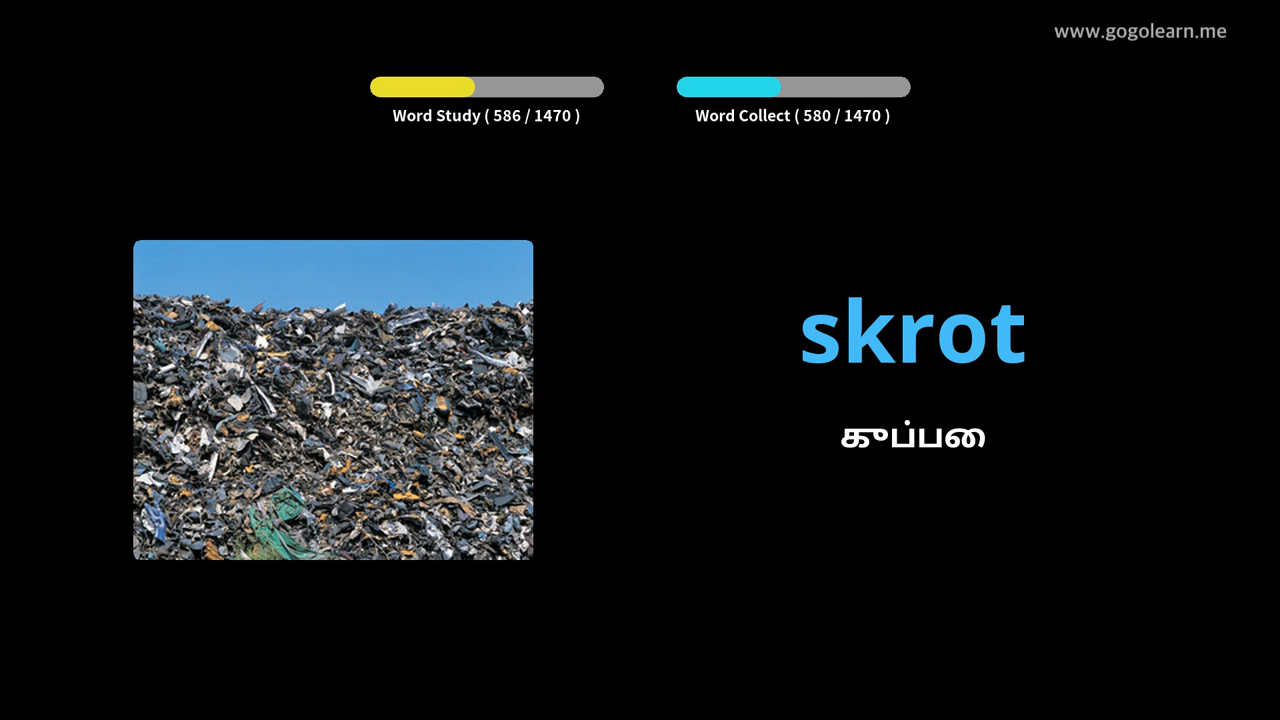 www.gogolearn.me
Word Study ( 586 / 1470 )
Word Collect ( 580 / 1470 )
skrot
குப்பை